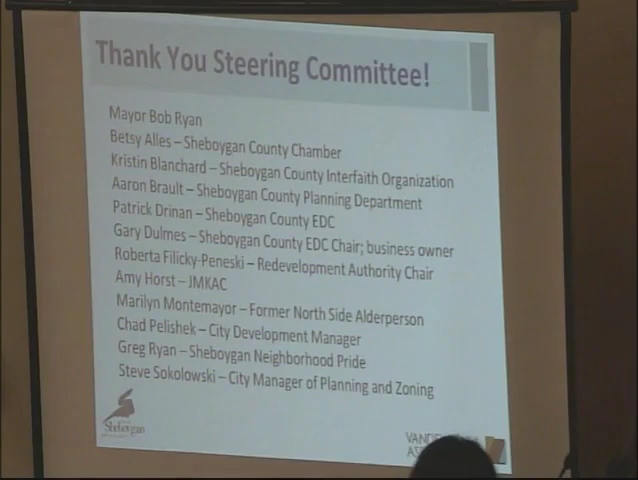 Thank You Steering Committee!
Mayor Bob Ryan
Betsy Alles – Sheboygan County Chamber
Kristin Blanchard – Sheboygan County Interfaith Organization
Aaron Brault – Sheboygan County Planning Department
Patrick Drinan – Sheboygan County EDC
Gary Dulmes – Sheboygan County EDC Chair; business owner
Roberta Filicky-Peneski – Redevelopment Authority Chair
Amy Horst – JMKAC
Marilyn Montemayor – Former North Side Alderperson
Chad Pelishek – City Development Manager
Greg Ryan – Sheboygan Neighborhood Pride
Steve Sokolowski – City Manager of Planning and Zoning
Sheboygan